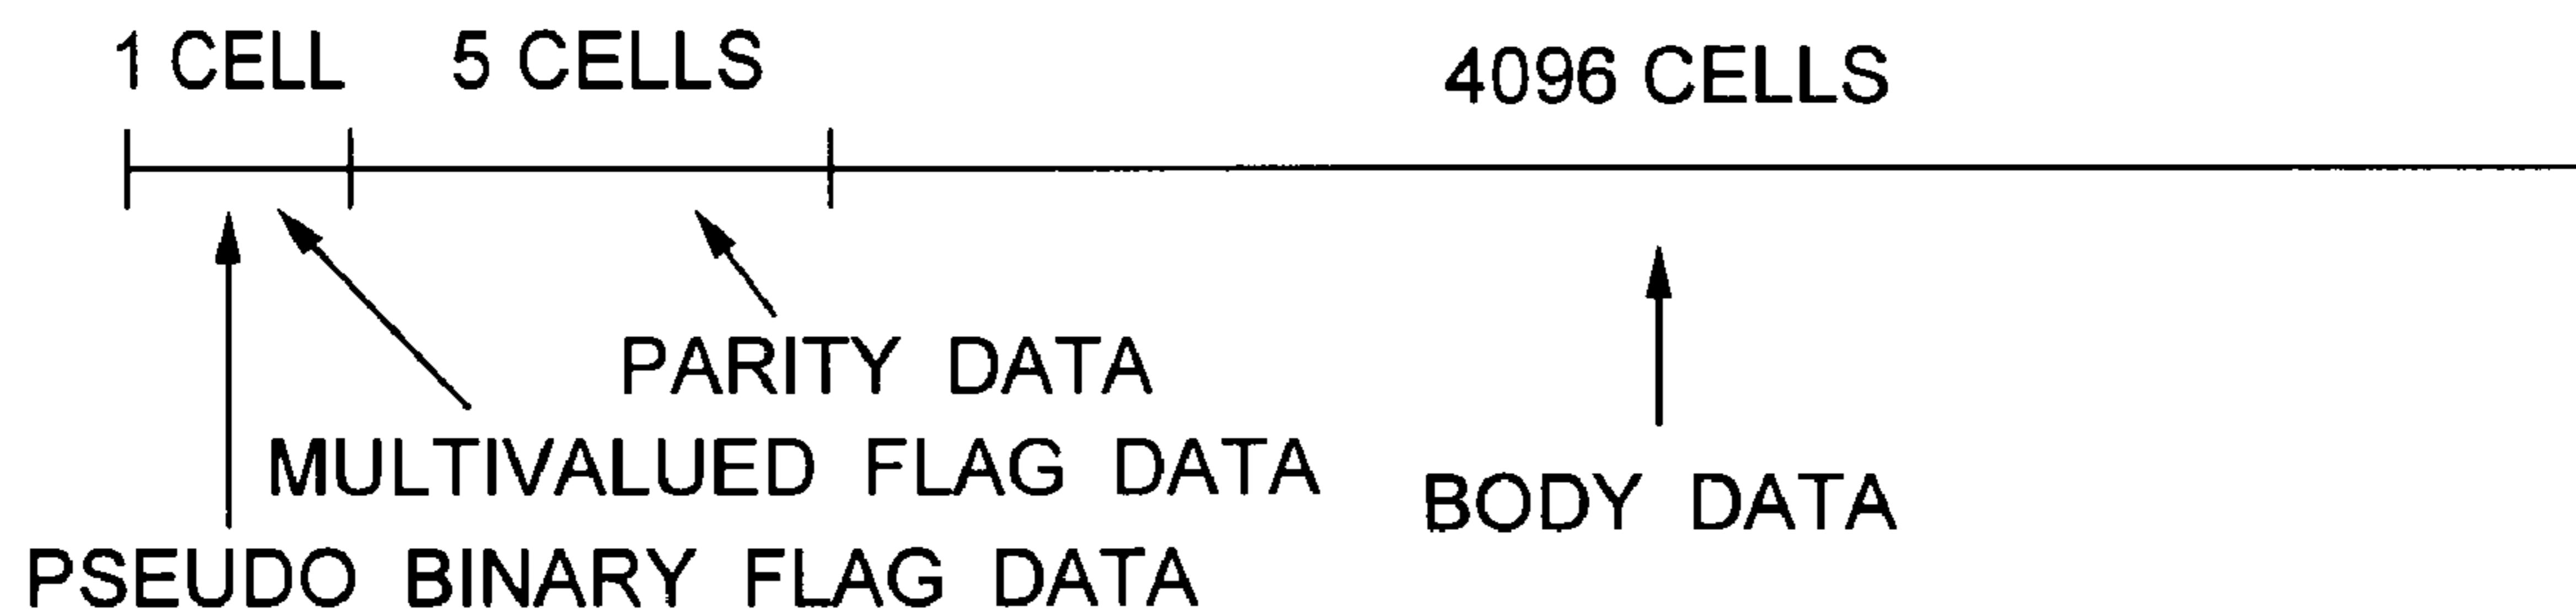 1 CELL 5 CELLS 4096 CELLS
PARITY DATA
MULTIVALUED FLAG DATA
BODY DATA
PSEUDO BINARY FLAG DATA